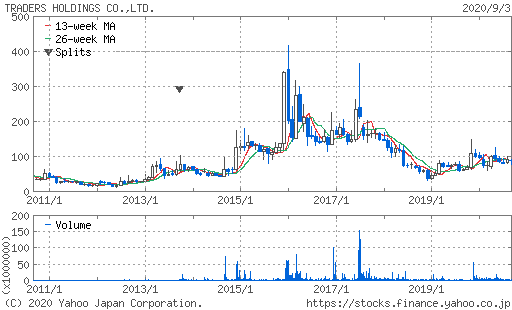 TRADERS HOLDINGS CO.,LTD. 2020/9/3
500
13-week MA
26-week MA
400
Splits
300
200
100
0
2011/1 2013/1 2015/1 2017/1 2019/1
200
Volume
150
100
50
0
(x1000000)
2011/1 2013/1 2015/1 2017/1 2019/1
(C) 2020 Yahoo Japan Corporation. https://stocks.finance.yahoo.co.jp